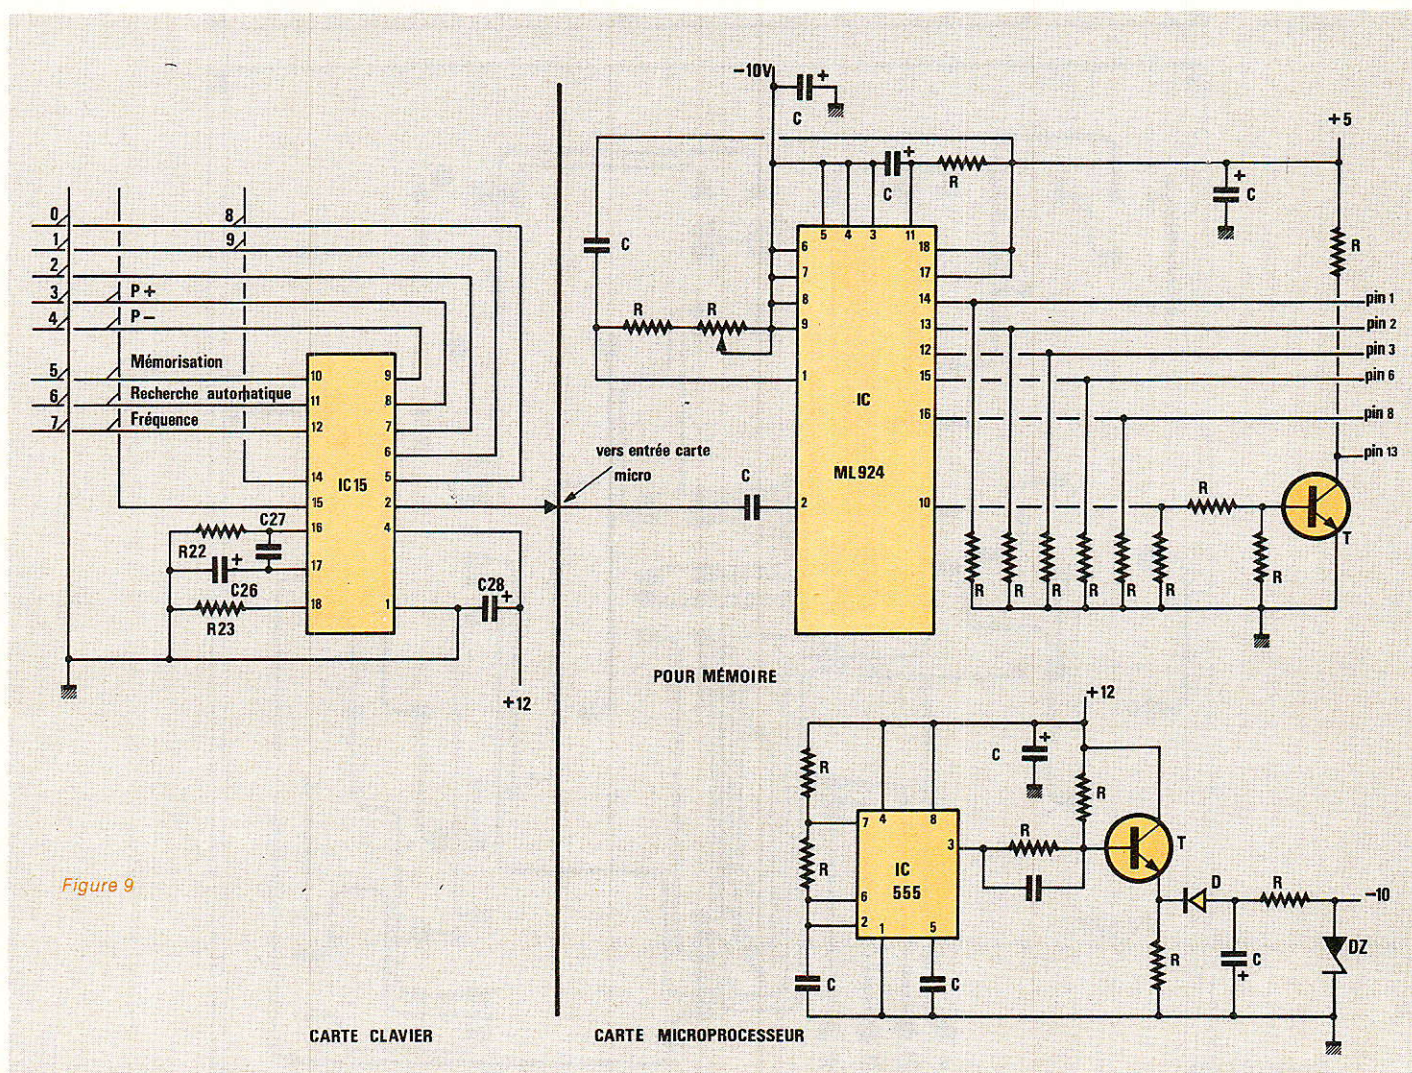 -10V
+
C
+5
0
8
1
9
2
3
P+
4
P-
5
Mémorisation
6
Recherche automatique
7
Fréquence
10
9
11
8
12
7
6
14
5
15
2
16
4
17
18
1
IC15
R22
C27
+
C26
R23
C28
+
+12
vers entrée carte
micro
C
C
R
R
C
+
R
C
+
R
5
4
3
11
6
18
7
17
8
14
9
13
12
1
15
16
2
10
IC
ML924
pin 1
pin 2
pin 3
pin 6
pin 8
pin 13
R
T
R
R
R
R
R
R
R
POUR MÉMOIRE
+12
C
+
R
R
R
R
T
7
4
8
3
6
2
1
5
IC
555
D
R
-10
R
C
+
DZ
C
C
Figure 9
CARTE CLAVIER
CARTE MICROPROCESSEUR